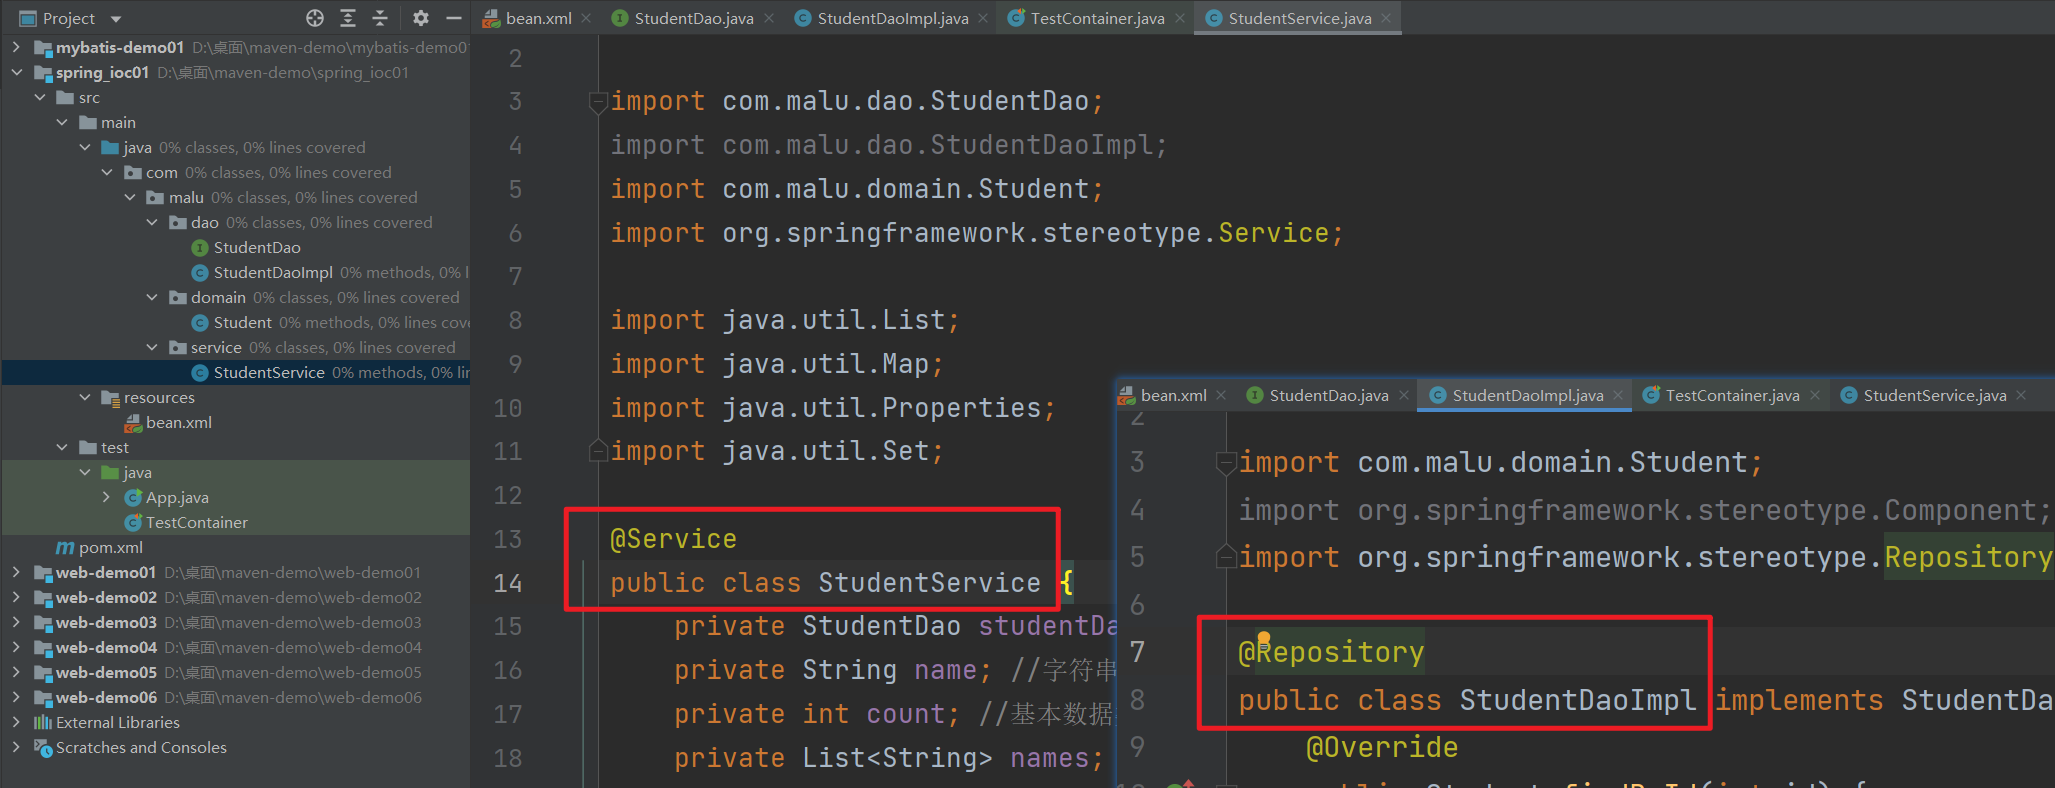 Project
mybatis-demo01 D:\桌面\maven-demo\mybatis-demo01
spring_ioc01 D:\桌面\maven-demo\spring_ioc01
src
main
java 0% classes, 0% lines covered
com 0% classes, 0% lines covered
malu 0% classes, 0% lines covered
dao 0% classes, 0% lines covered
StudentDao
StudentDaoImpl 0% methods, 0% l
domain 0% classes, 0% lines covered
Student 0% methods, 0% lines cov
service 0% classes, 0% lines covered
StudentService 0% methods, 0% lin
resources
bean.xml
test
java
App.java
TestContainer
pom.xml
web-demo01 D:\桌面\maven-demo\web-demo01
web-demo02 D:\桌面\maven-demo\web-demo02
web-demo03 D:\桌面\maven-demo\web-demo03
web-demo04 D:\桌面\maven-demo\web-demo04
web-demo05 D:\桌面\maven-demo\web-demo05
web-demo06 D:\桌面\maven-demo\web-demo06
External Libraries
Scratches and Consoles
bean.xml StudentDao.java StudentDaoImpl.java TestContainer.java StudentService.java
2
3 import com.malu.dao.StudentDao;
4 import com.malu.dao.StudentDaoImpl;
5 import com.malu.domain.Student;
6 import org.springframework.stereotype.Service;
7
8 import java.util.List;
9 import java.util.Map;
10 import java.util.Properties;
11 import java.util.Set;
12
13 @Service
14 public class StudentService {
15 private StudentDao studentDa
16 private String name; //字符串
17 private int count; //基本数据
18 private List<String> names;
bean.xml StudentDao.java StudentDaoImpl.java TestContainer.java StudentService.java
2
3 import com.malu.domain.Student;
4 import org.springframework.stereotype.Component;
5 import org.springframework.stereotype.Repository
6
7 @Repository
8 public class StudentDaoImpl implements StudentDa
9 @Override